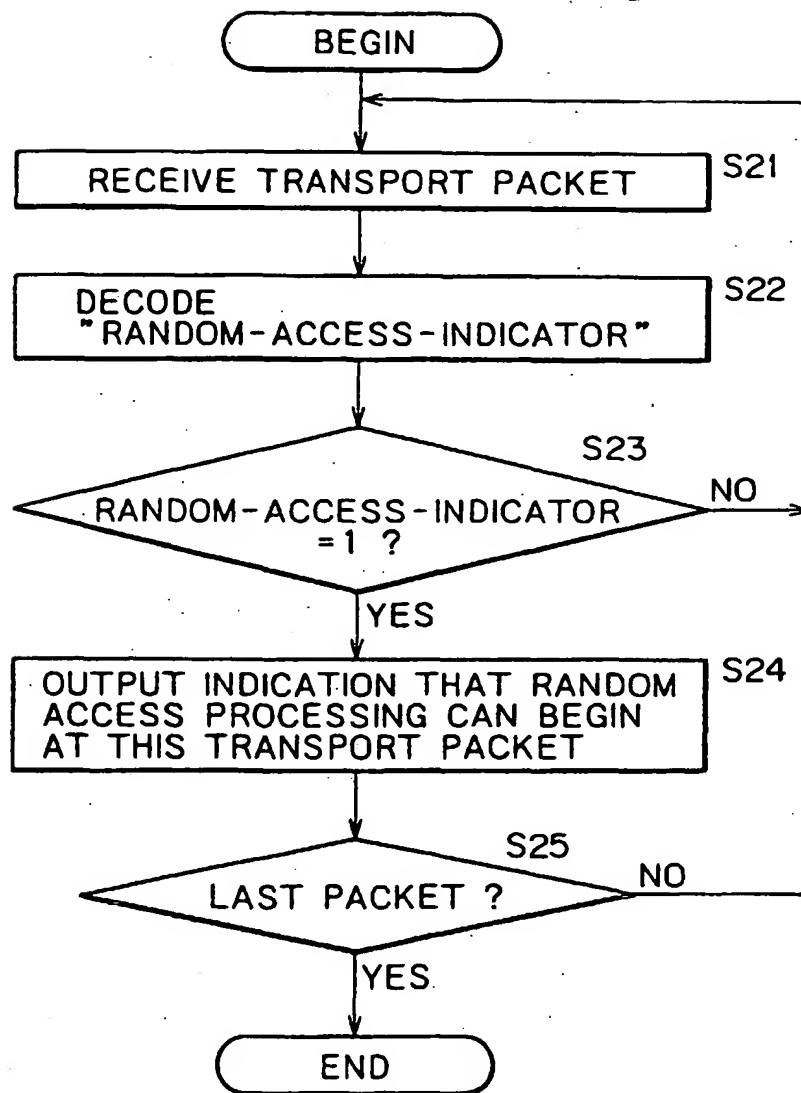 BEGIN
RECEIVE TRANSPORT PACKET
S21
DECODE
"RANDOM-ACCESS-INDICATOR"
S22
S23
RANDOM-ACCESS-INDICATOR
=1 ?
NO
YES
OUTPUT INDICATION THAT RANDOM
ACCESS PROCESSING CAN BEGIN
AT THIS TRANSPORT PACKET
S24
S25
LAST PACKET ?
NO
YES
END